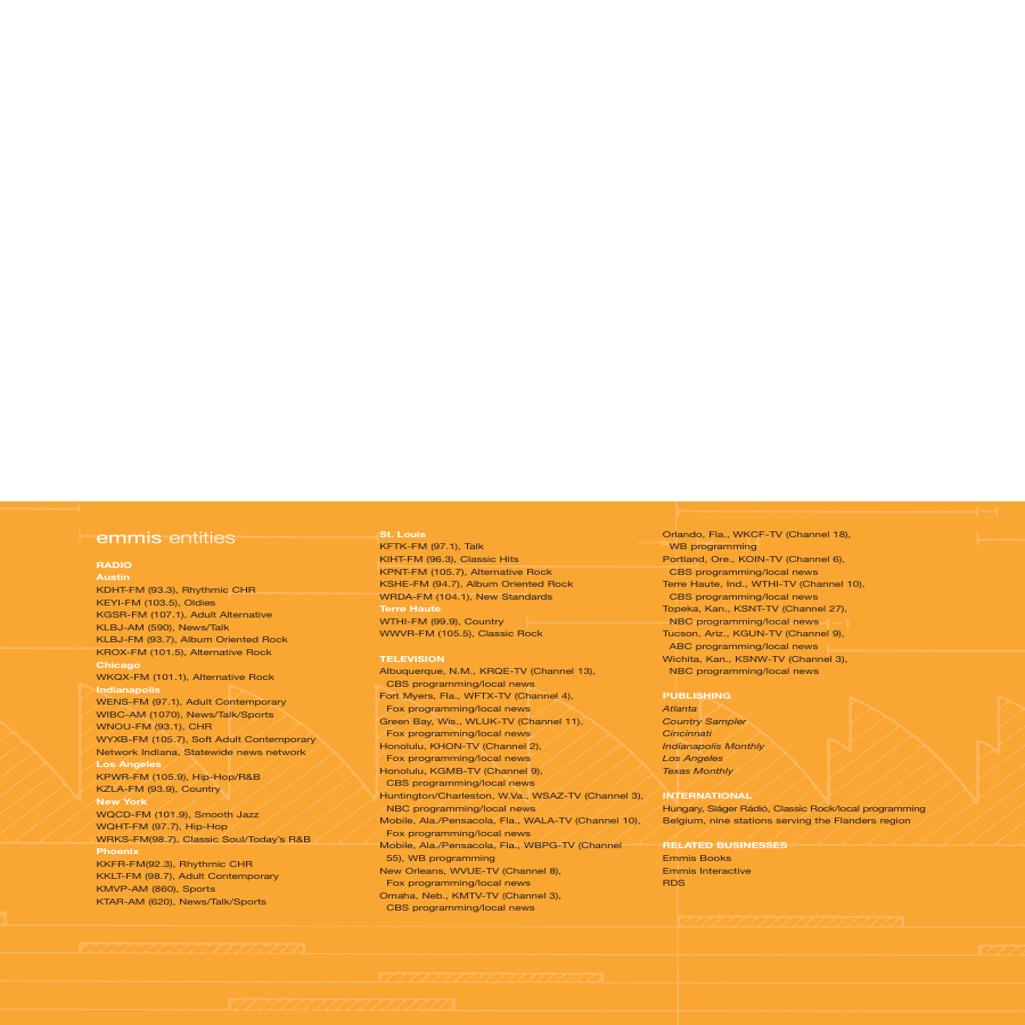 emmis entities
RADIO
Austin
KDHT-FM (93.3), Rhythmic CHR
KEYI-FM (103.5), Oldies
KGSR-FM (107.1), Adult Alternative
KLBJ-AM (590), News/Talk
KLBJ-FM (93.7), Album Oriented Rock
KROX-FM (101.5), Alternative Rock
Chicago
WKQX-FM (101.1), Alternative Rock
Indianapolis
WENS-FM (97.1), Adult Contemporary
WIBC-AM (1070), News/Talk/Sports
WNOU-FM (93.1), CHR
WYXB-FM (105.7), Soft Adult Contemporary
Network Indiana, Statewide news network
Los Angeles
KPWR-FM (105.9), Hip-Hop/R&B
KZLA-FM (93.9), Country
New York
WQCD-FM (101.9), Smooth Jazz
WQHT-FM (97.7), Hip-Hop
WRKS-FM(98.7), Classic Soul/Today's R&B
Phoenix
KKFR-FM(92.3), Rhythmic CHR
KKLT-FM (98.7), Adult Contemporary
KMVP-AM (860), Sports
KTAR-AM (620), News/Talk/Sports
St. Louis
KFTK-FM (97.1), Talk
KIHT-FM (96.3), Classic Hits
KPNT-FM (105.7), Alternative Rock
KSHE-FM (94.7), Album Oriented Rock
WRDA-FM (104.1), New Standards
Terre Haute
WTHI-FM (99.9), Country
WWVR-FM (105.5), Classic Rock
TELEVISION
Albuquerque, N.M., KRQE-TV (Channel 13),
CBS programming/local news
Fort Myers, Fla., WFTX-TV (Channel 4),
Fox programming/local news
Green Bay, Wis., WLUK-TV (Channel 11),
Fox programming/local news
Honolulu, KHON-TV (Channel 2),
Fox programming/local news
Honolulu, KGMB-TV (Channel 9),
CBS programming/local news
Huntington/Charleston, W.Va., WSAZ-TV (Channel 3),
NBC programming/local news
Mobile, Ala./Pensacola, Fla., WALA-TV (Channel 10),
Fox programming/local news
Mobile, Ala./Pensacola, Fla., WBPG-TV (Channel
55), WB programming
New Orleans, WVUE-TV (Channel 8),
Fox programming/local news
Omaha, Neb., KMTV-TV (Channel 3),
CBS programming/local news
Orlando, Fla., WKCF-TV (Channel 18),
WB programming
Portland, Ore., KOIN-TV (Channel 6),
CBS programming/local news
Terre Haute, Ind., WTHI-TV (Channel 10),
CBS programming/local news
Topeka, Kan., KSNT-TV (Channel 27),
NBC programming/local news
Tucson, Ariz., KGUN-TV (Channel 9),
ABC programming/local news
Wichita, Kan., KSNW-TV (Channel 3),
NBC programming/local news
PUBLISHING
Atlanta
Country Sampler
Cincinnati
Indianapolis Monthly
Los Angeles
Texas Monthly
INTERNATIONAL
Hungary, Sláger Rádió, Classic Rock/local programming
Belgium, nine stations serving the Flanders region
RELATED BUSINESSES
Emmis Books
Emmis Interactive
RDS